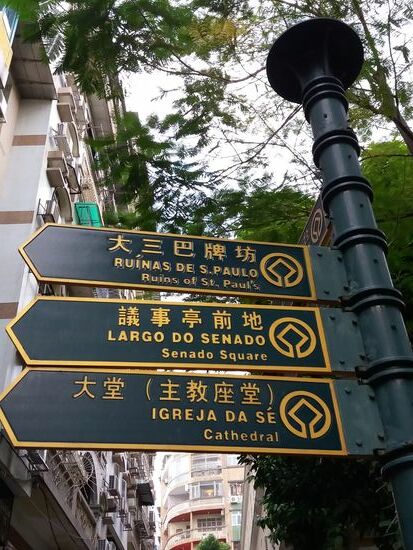 大三巴牌坊
RUÍNAS DE S.PAULO
Ruins of St. Paul's
議事亭前地
LARGO DO SENADO
Senado Square
大堂（主教座堂）
IGREJA DA SÉ
Cathedral